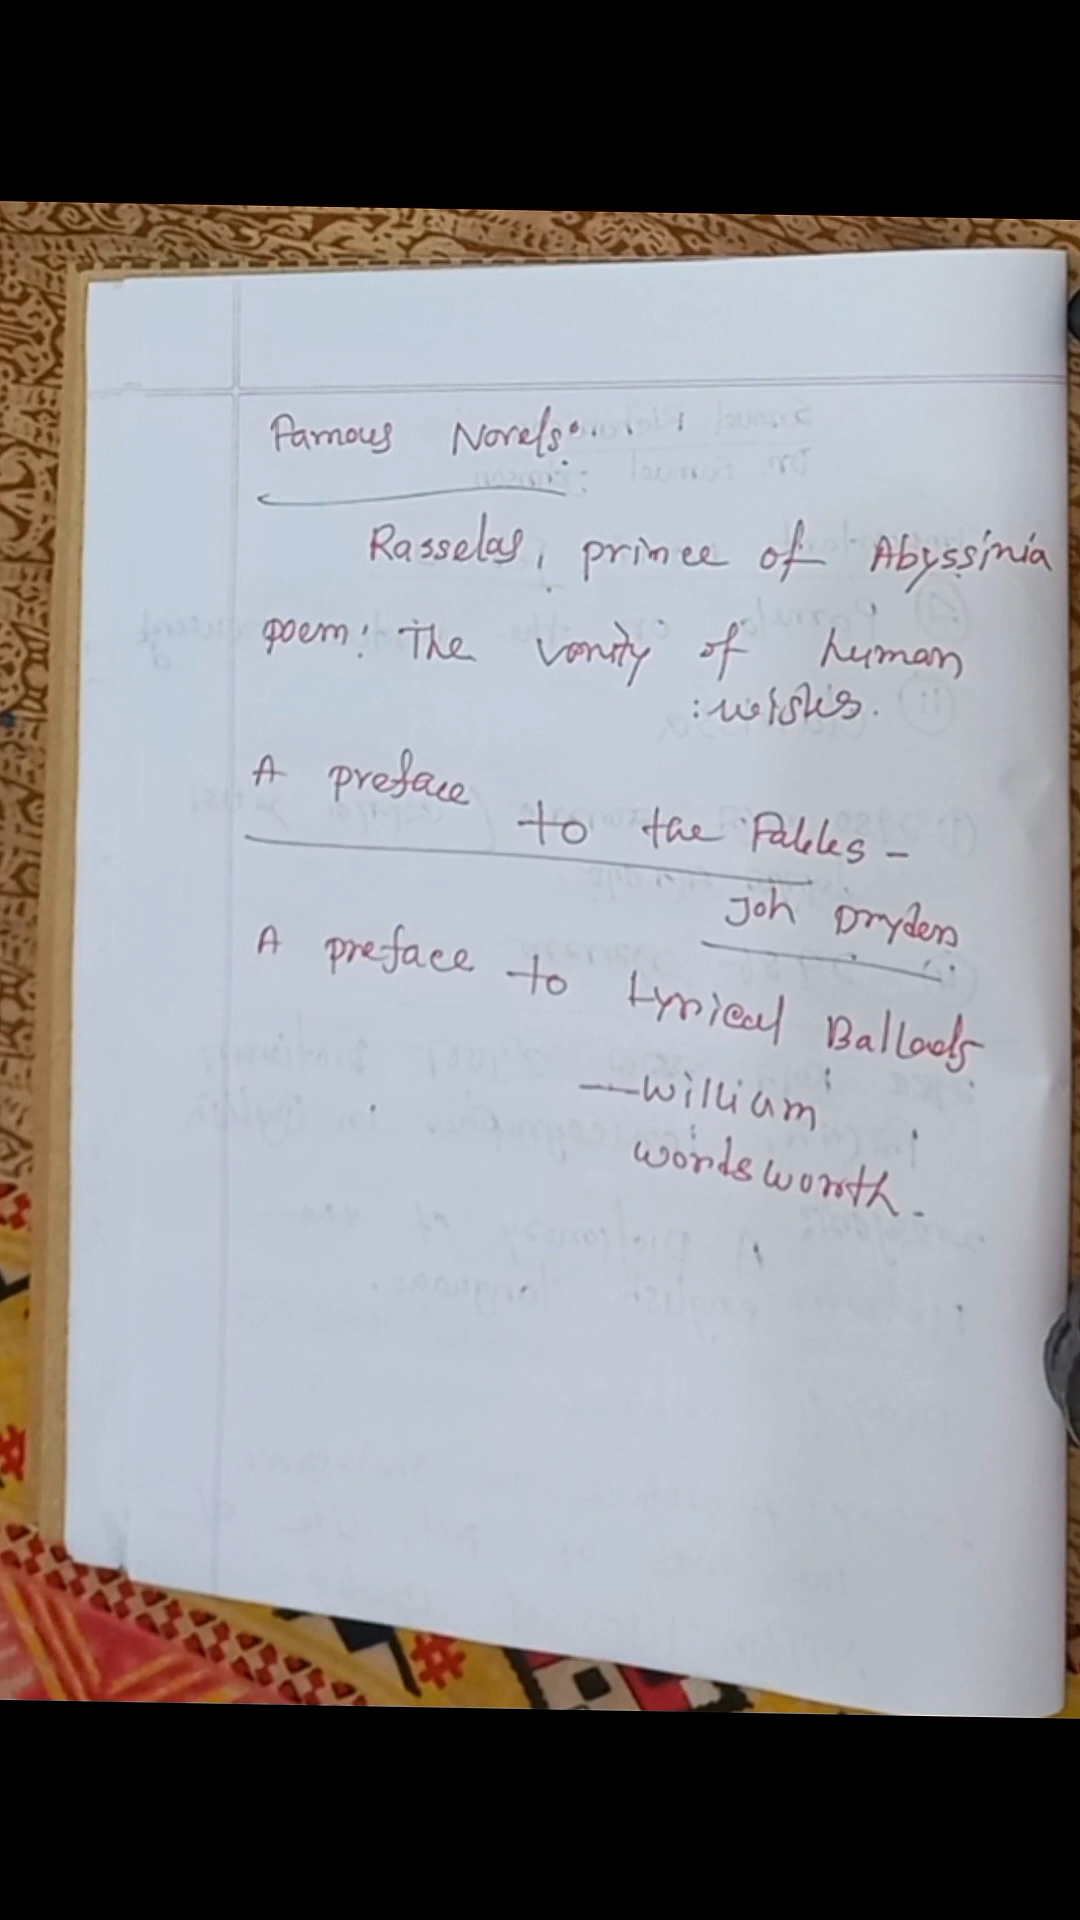 Famous Novels
Rasselas, prince of Abyssinia
poem: The vanity of human
wishes.
A preface to the Fables -
Joh Dryden
A preface to Lyrical Ballads
— William
wordsworth.